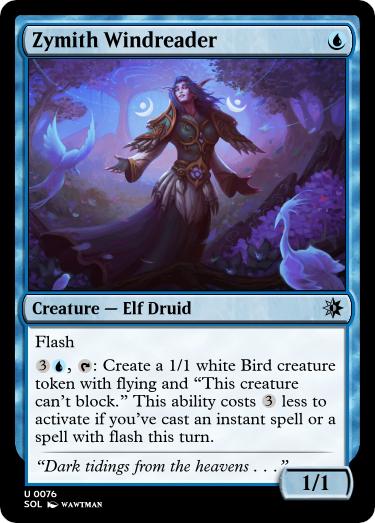 Zymith Windreader
Creature — Elf Druid
Flash
3, : Create a 1/1 white Bird creature
token with flying and “This creature
can’t block.” This ability costs 3 less to
activate if you’ve cast an instant spell or a
spell with flash this turn.
“Dark tidings from the heavens . . .”
1/1
U 0076
SOL WAWTMAN